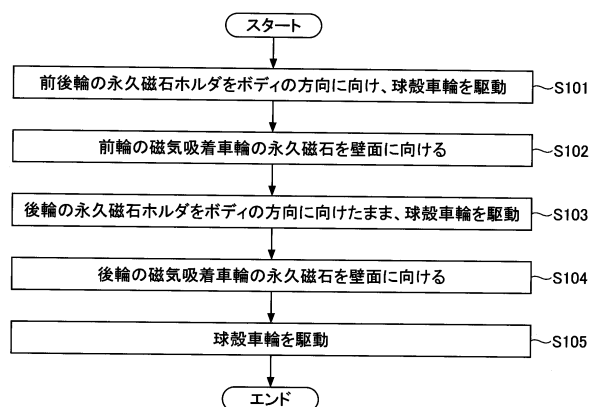 スタート
前後輪の永久磁石ホルダをボディの方向に向け、球殻車輪を駆動
S101
前輪の磁気吸着車輪の永久磁石を壁面に向ける
S102
後輪の永久磁石ホルダをボディの方向に向けたまま、球殻車輪を駆動
S103
後輪の磁気吸着車輪の永久磁石を壁面に向ける
S104
球殻車輪を駆動
S105
エンド